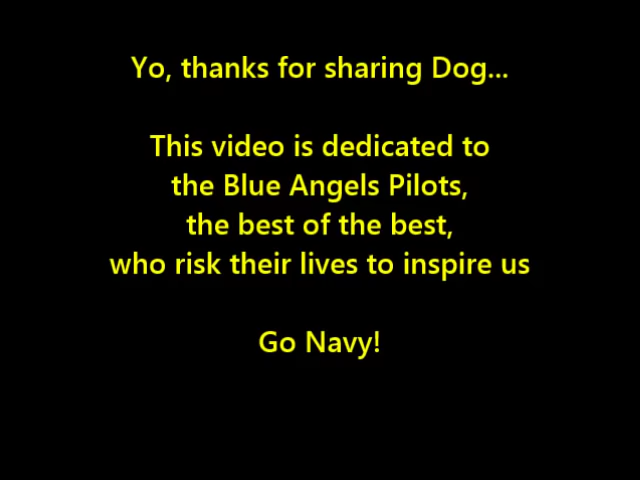 Yo, thanks for sharing Dog...
This video is dedicated to
the Blue Angels Pilots,
the best of the best,
who risk their lives to inspire us
Go Navy!